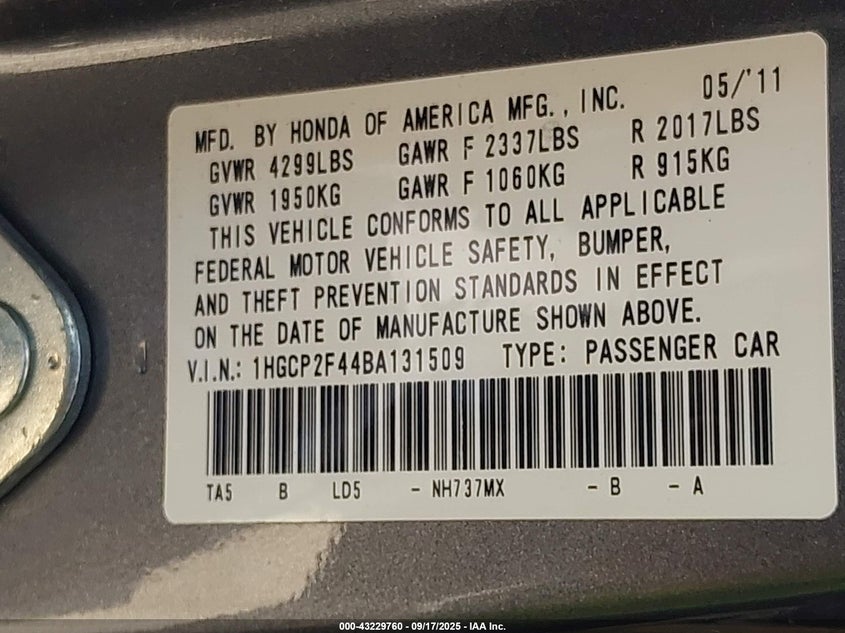 MFD. BY HONDA OF AMERICA MFG., INC. 05/'11
GVWR 4299LBS GAWR F 2337LBS R 2017LBS
GVWR 1950KG GAWR F 1060KG R 915KG
THIS VEHICLE CONFORMS TO ALL APPLICABLE
FEDERAL MOTOR VEHICLE SAFETY, BUMPER,
AND THEFT PREVENTION STANDARDS IN EFFECT
ON THE DATE OF MANUFACTURE SHOWN ABOVE.
V.I.N.: 1HGCP2F44BA131509 TYPE: PASSENGER CAR
TA5 B LD5 - NH737MX - B - A
000-43229760 - 09/17/2025 - IAA Inc.